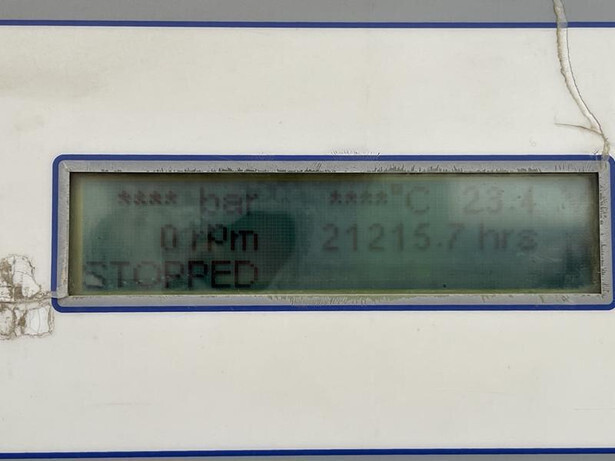 **** bar ****°C 23.4
0 rpm 21215.7 hrs
STOPPED